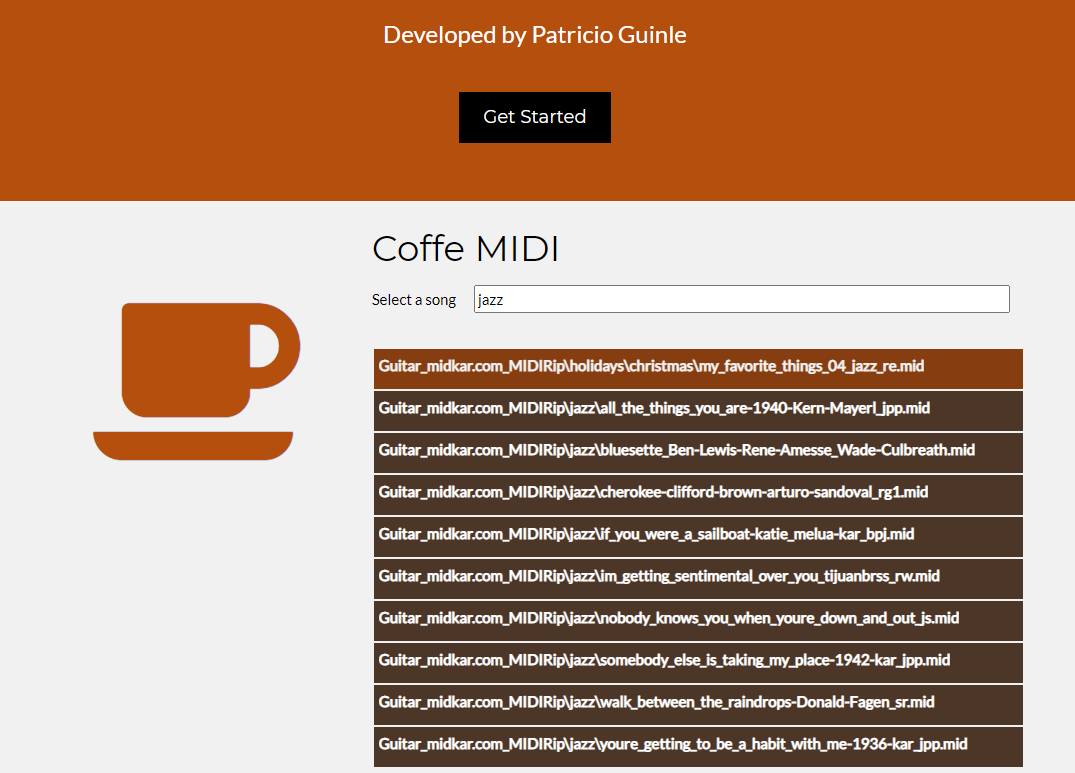 Developed by Patricio Guinle
Get Started
Coffe MIDI
Select a song jazz
Guitar_midkar.com_MIDIRip\holidays\christmas\my_favorite_things_04_jazz_re.mid
Guitar_midkar.com_MIDIRip\jazz\all_the_things_you_are-1940-Kern-Mayerl_jpp.mid
Guitar_midkar.com_MIDIRip\jazz\bluesette_Ben-Lewis-Rene-Amesse_Wade-Culbreath.mid
Guitar_midkar.com_MIDIRip\jazz\cherokee-clifford-brown-arturo-sandoval_rg1.mid
Guitar_midkar.com_MIDIRip\jazz\if_you_were_a_sailboat-katie_melua-kar_bpj.mid
Guitar_midkar.com_MIDIRip\jazz\im_getting_sentimental_over_you_tijuanbrss_rw.mid
Guitar_midkar.com_MIDIRip\jazz\nobody_knows_you_when_youre_down_and_out_js.mid
Guitar_midkar.com_MIDIRip\jazz\somebody_else_is_taking_my_place-1942-kar_jpp.mid
Guitar_midkar.com_MIDIRip\jazz\walk_between_the_raindrops-Donald-Fagen_sr.mid
Guitar_midkar.com_MIDIRip\jazz\youre_getting_to_be_a_habit_with_me-1936-kar_jpp.mid